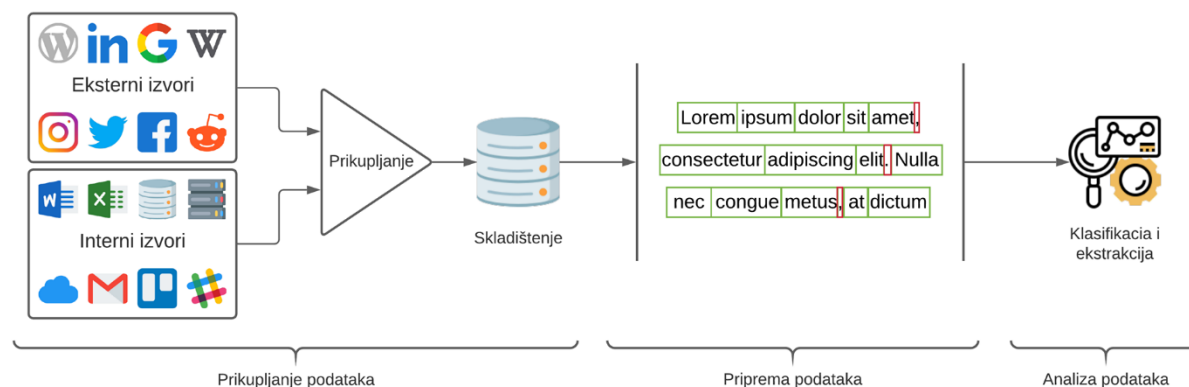 Eksterni izvori
Interni izvori
Prikupljanje
Skladištenje
Lorem ipsum dolor sit amet,
consectetur adipiscing elit. Nulla
nec congue metus, at dictum
Klasifikacia i
ekstrakcija
Prikupljanje podataka
Priprema podataka
Analiza podataka